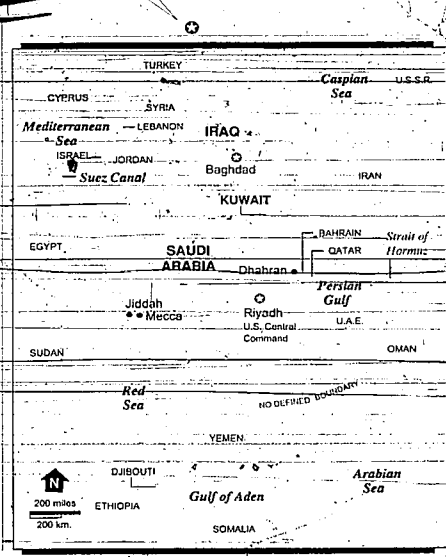 TURKEY
Caspian
Sea
U.S.S.R.
CYPRUS
SYRIA
Mediterranean
Sea
LEBANON
IRAQ
ISRAEL
JORDAN
Baghdad
Suez Canal
IRAN
KUWAIT
BAHRAIN
Strait of
Hormuz
EGYPT
SAUDI
ARABIA
QATAR
Dhahran
Persian
Gulf
Jiddah
Mecca
Riyadh
U.S. Central
Command
U.A.E.
SUDAN
OMAN
Red
Sea
NO DEFINED BOUNDARY
YEMEN
DJIBOUTI
Arabian
Sea
N
Gulf of Aden
200 miles
200 km.
ETHIOPIA
SOMALIA